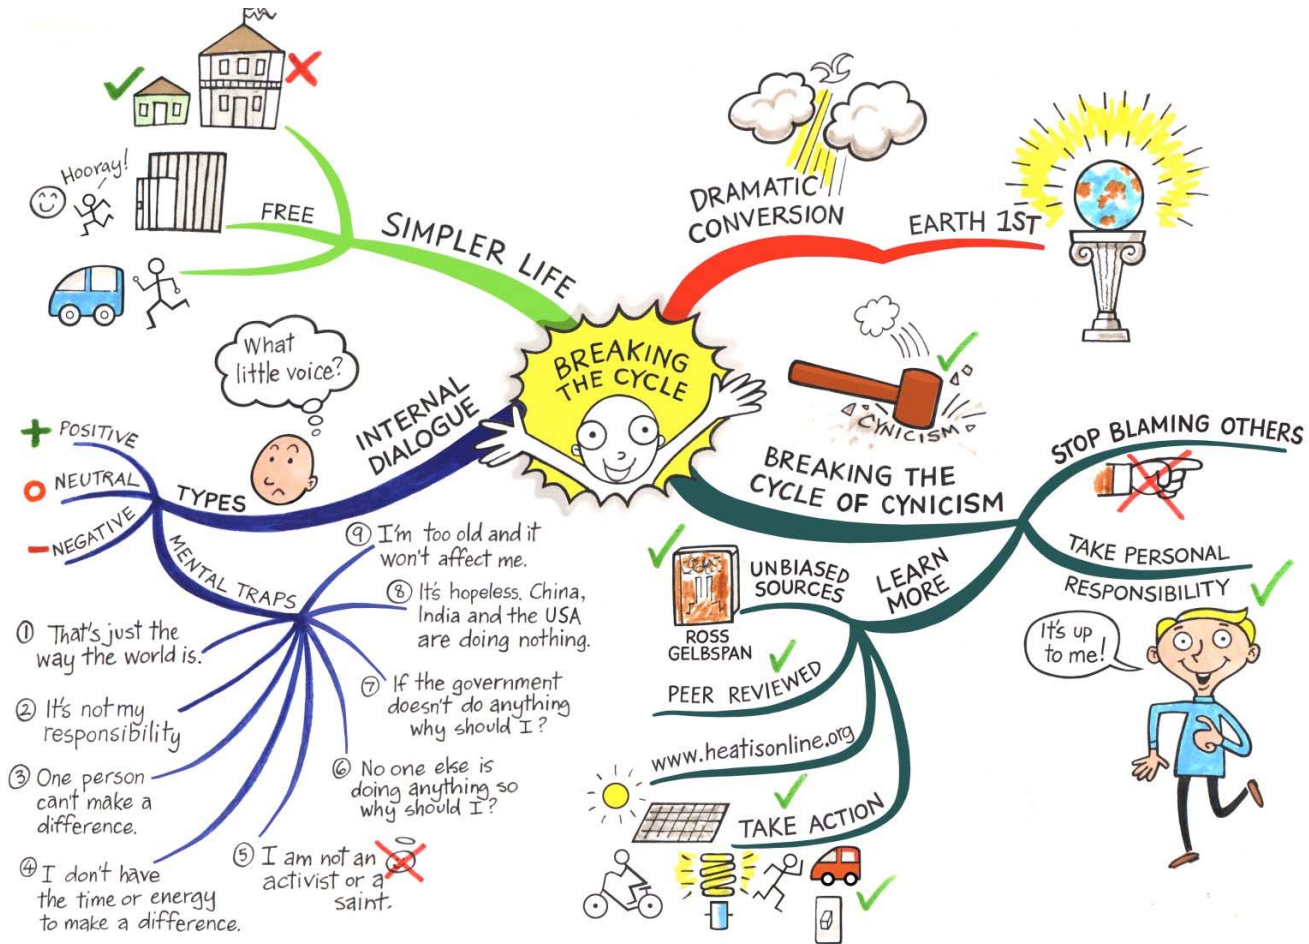 BREAKING
THE CYCLE
DRAMATIC
CONVERSION
EARTH 1ST
BREAKING THE
CYCLE OF CYNICISM
CYNICISM
STOP BLAMING OTHERS
TAKE PERSONAL
RESPONSIBILITY
It's up
to me!
LEARN
MORE
UNBIASED
SOURCES
ROSS
GELBSPAN
PEER REVIEWED
www.heatisonline.org
TAKE ACTION
INTERNAL
DIALOGUE
What
little voice?
TYPES
+ POSITIVE
NEUTRAL
- NEGATIVE
MENTAL TRAPS
① That's just the
way the world is.
② It's not my
responsibility
③ One person
can't make a
difference.
④ I don't have
the time or energy
to make a difference.
⑤ I am not an
activist or a
saint.
⑥ No one else is
doing anything so
why should I?
⑦ If the government
doesn't do anything
why should I?
⑧ It's hopeless. China,
India and the USA
are doing nothing.
⑨ I'm too old and it
won't affect me.
SIMPLER LIFE
FREE
Hooray!